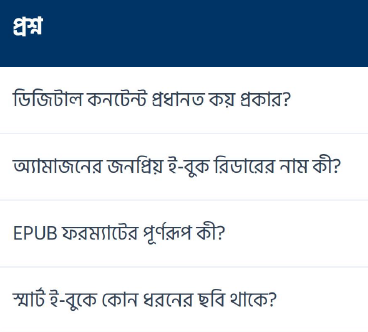 প্রশ্ন
ডিজিটাল কনটেন্ট প্রধানত কয় প্রকার?
অ্যামাজনের জনপ্রিয় ই-বুক রিডারের নাম কী?
EPUB ফরম্যাটের পূর্ণরূপ কী?
স্মার্ট ই-বুকে কোন ধরনের ছবি থাকে?